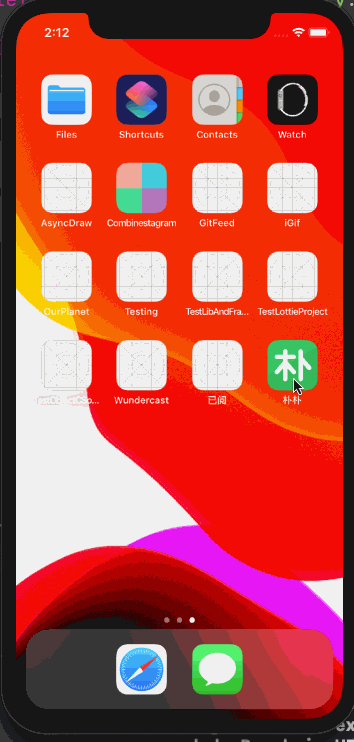 2:12
Files
Shortcuts
Contacts
Watch
AsyncDraw
Combinestagram
GitFeed
iGif
OurPlanet
Testing
TestLibAndFra...
TestLottieProject
Wundercast
已阅
朴
朴朴